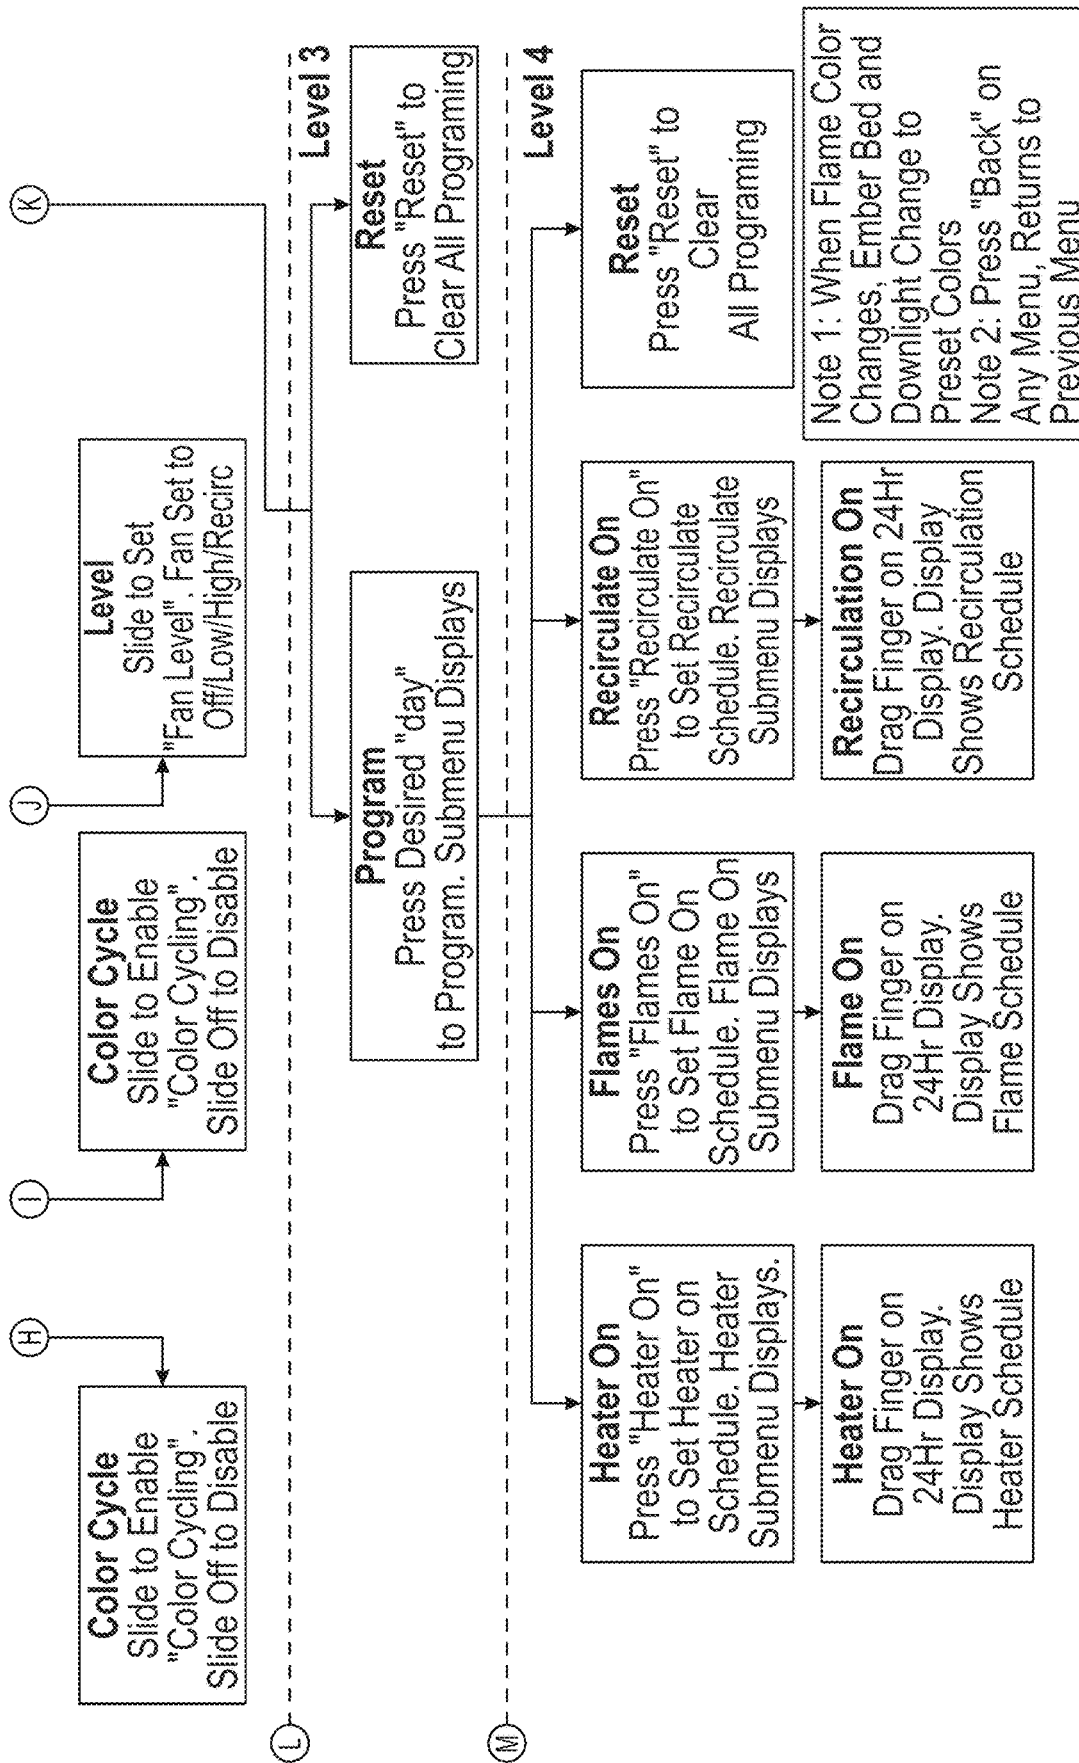 H
I
J
K
Color Cycle
Slide to Enable
"Color Cycling".
Slide Off to Disable
Color Cycle
Slide to Enable
"Color Cycling".
Slide Off to Disable
Level
Slide to Set
"Fan Level". Fan Set to
Off/Low/High/Recirc
L
Level 3
Program
Press Desired "day"
to Program. Submenu Displays
Reset
Press "Reset" to
Clear All Programing
M
Level 4
Heater On
Press "Heater On"
to Set Heater on
Schedule. Heater
Submenu Displays.
Flames On
Press "Flames On"
to Set Flame On
Schedule. Flame On
Submenu Displays
Recirculate On
Press "Recirculate On"
to Set Recirculate
Schedule. Recirculate
Submenu Displays
Reset
Press "Reset" to
Clear
All Programing
Heater On
Drag Finger on
24Hr Display.
Display Shows
Heater Schedule
Flame On
Drag Finger on
24Hr Display.
Display Shows
Flame Schedule
Recirculation On
Drag Finger on 24Hr
Display. Display
Shows Recirculation
Schedule
Note 1: When Flame Color
Changes, Ember Bed and
Downlight Change to
Preset Colors
Note 2: Press "Back" on
Any Menu, Returns to
Previous Menu